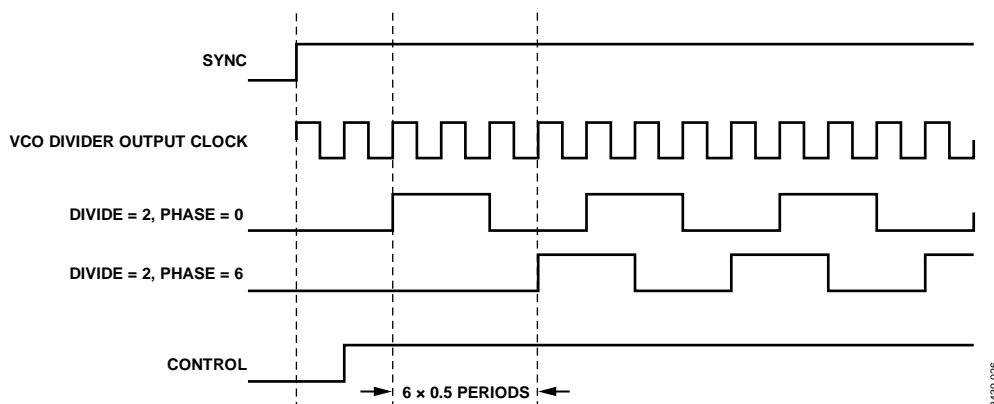 SYNC
VCO DIVIDER OUTPUT CLOCK
DIVIDE = 2, PHASE = 0
DIVIDE = 2, PHASE = 6
CONTROL
6 × 0.5 PERIODS